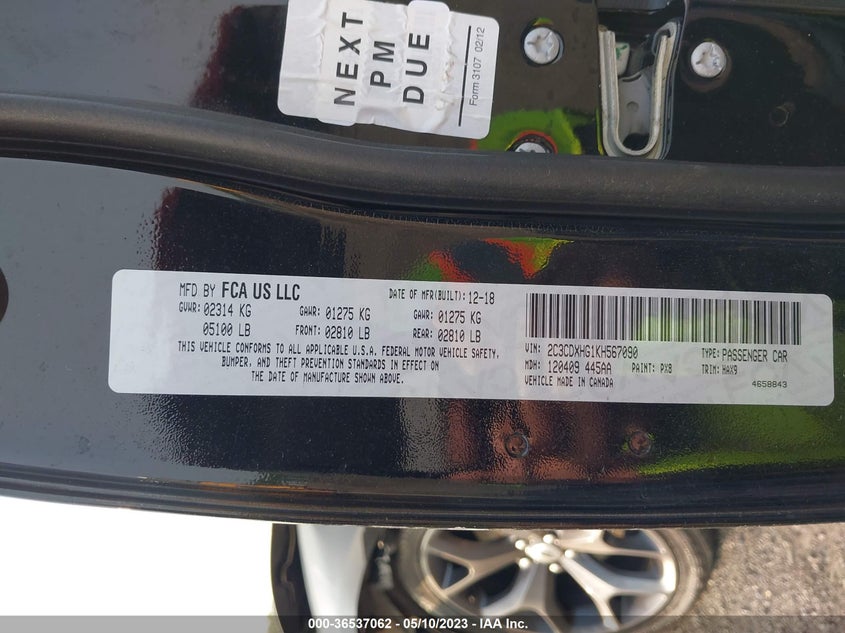 NEXT
PM
DUE
Form 3107 02/12
MFD BY FCA US LLC
DATE OF MFR(BUILT): 12-18
GVWR: 02314 KG GAWR: 01275 KG GAWR: 01275 KG
05100 LB FRONT: 02810 LB REAR: 02810 LB
THIS VEHICLE CONFORMS TO ALL APPLICABLE U.S.A. FEDERAL MOTOR VEHICLE SAFETY,
BUMPER, AND THEFT PREVENTION STANDARDS IN EFFECT ON
THE DATE OF MANUFACTURE SHOWN ABOVE.
VIN: 2C3CDXHG1KH567090 TYPE: PASSENGER CAR
MDH: 120409 445AA PAINT: PX8 TRIM: HAX9
VEHICLE MADE IN CANADA
4658843
000-36537062 — 05/10/2023 — IAA Inc.